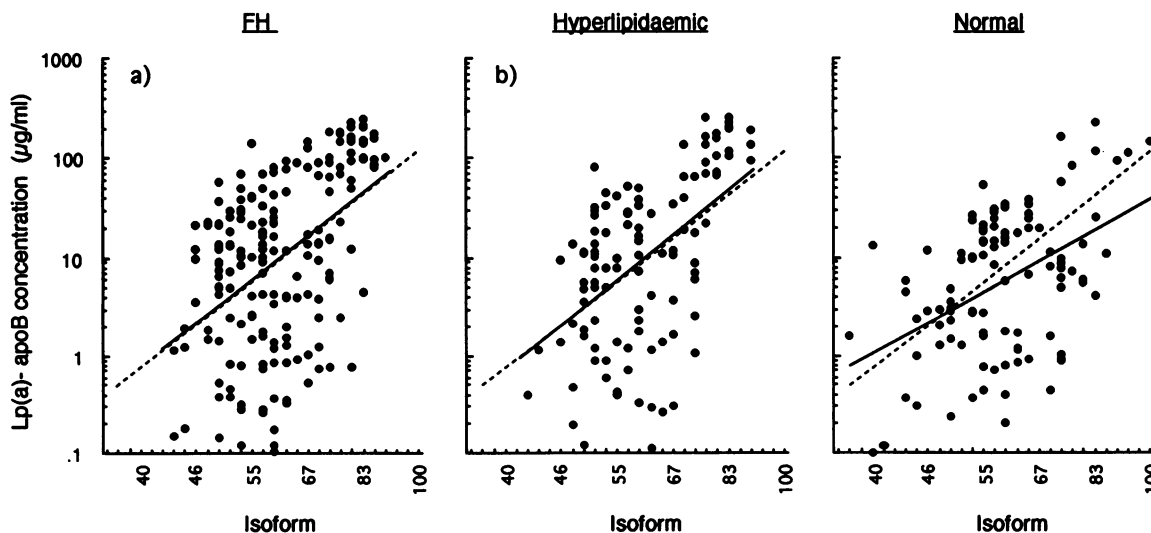 FH
Hyperlipidaemic
Normal
a)
b)
Lp(a)- apoB concentration (µg/ml)
1000
100
10
1
.1
40 46 55 67 83 100
40 46 55 67 83 100
40 46 55 67 83 100
Isoform
Isoform
Isoform